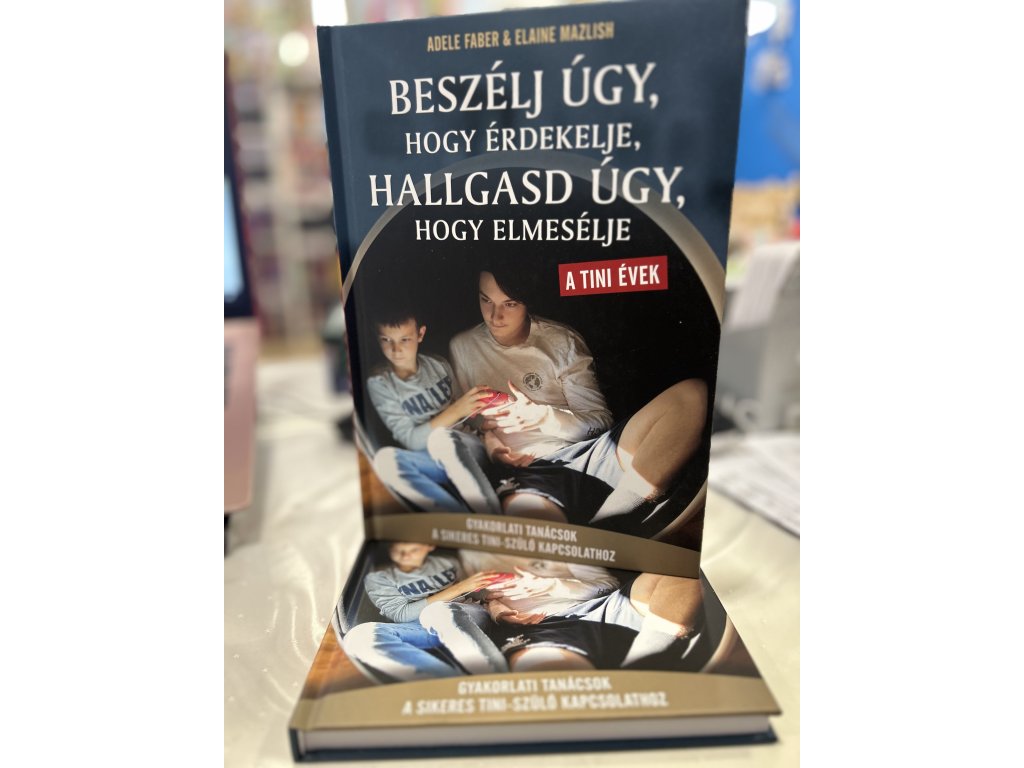 ADELE FABER & ELAINE MAZLISH
BESZÉLJ ÚGY,
HOGY ÉRDEKELJE,
HALLGASD ÚGY,
HOGY ELMESÉLJE
A TINI ÉVEK
GYAKORLATI TANÁCSOK
A SIKERES TINI-SZÜLŐ KAPCSOLATHOZ
GYAKORLATI TANÁCSOK
A SIKERES TINI-SZÜLŐ KAPCSOLATHOZ